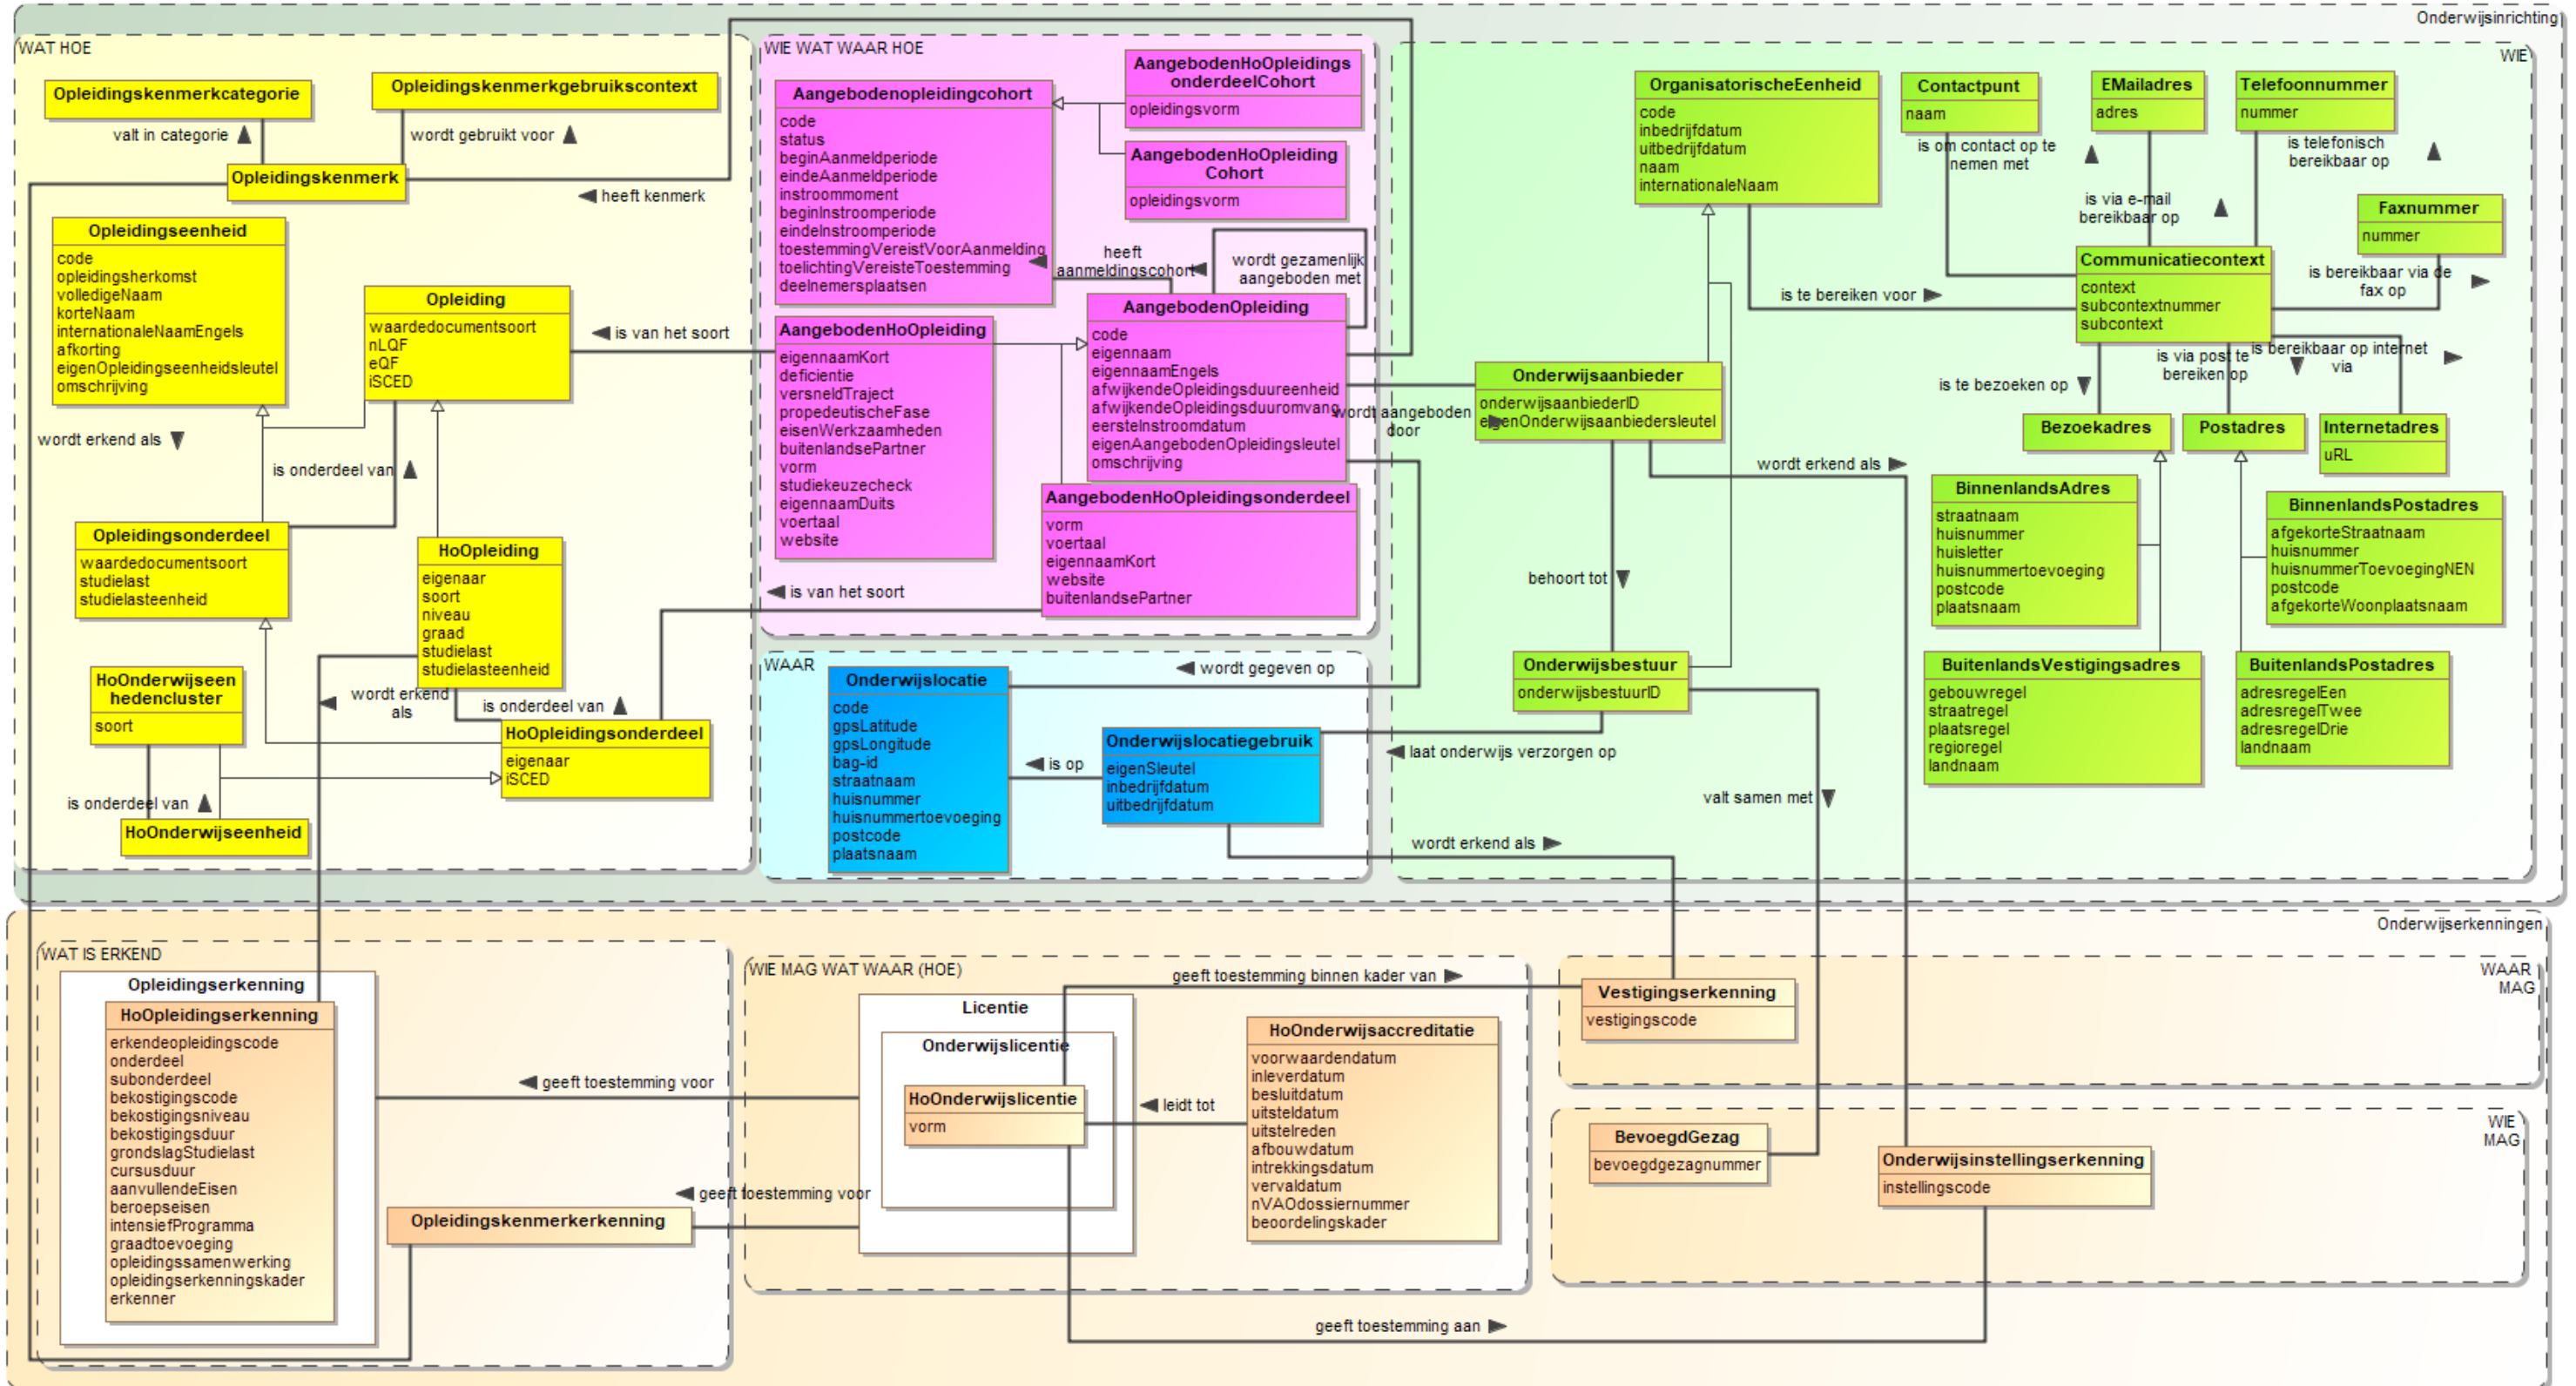 Onderwijsinrichting
WAT HOE
Opleidingskenmerkcategorie
Opleidingskenmerkgebruikscontext
valt in categorie
wordt gebruikt voor
Opleidingskenmerk
heeft kenmerk
Opleidingseenheid
code
opleidingsherkomst
volledigeNaam
korteNaam
internationaleNaamEngels
afkorting
eigenOpleidingseenheidsleutel
omschrijving
Opleiding
waardedocumentsoort
nLQF
eQF
iSCED
is van het soort
wordt erkend als
is onderdeel van
Opleidingsonderdeel
waardedocumentsoort
studielast
studielasteenheid
HoOpleiding
eigenaar
soort
niveau
graad
studielast
studielasteenheid
HoOnderwijseen
hedencluster
soort
wordt erkend
als
is onderdeel van
HoOpleidingsonderdeel
eigenaar
iSCED
is onderdeel van
HoOnderwijseenheid
WIE WAT WAAR HOE
Aangebodenopleidingcohort
code
status
beginAanmeldperiode
eindeAanmeldperiode
instroommoment
beginInstroomperiode
eindeInstroomperiode
toestemmingVereistVoorAanmelding
toelichtingVereisteToestemming
deelnemersplaatsen
AangebodenHoOpleidings
onderdeelCohort
opleidingsvorm
AangebodenHoOpleiding
Cohort
opleidingsvorm
heeft
aanmeldingscohort
wordt gezamenlijk
aangeboden met
AangebodenHoOpleiding
eigennaamKort
deficientie
versneldTraject
propedeutischeFase
eisenWerkzaamheden
buitenlandsePartner
vorm
studiekeuzecheck
eigennaamDuits
voertaal
website
AangebodenOpleiding
code
eigennaam
eigennaamEngels
afwijkendeOpleidingsduureenheid
afwijkendeOpleidingsduuromvang
eersteInstroomdatum
eigenAangebodenOpleidingsleutel
omschrijving
AangebodenHoOpleidingsonderdeel
vorm
voertaal
eigennaamKort
website
buitenlandsePartner
is van het soort
wordt aangeboden
door
WAAR
wordt gegeven op
Onderwijslocatie
code
gpsLatitude
gpsLongitude
bag-id
straatnaam
huisnummer
huisnummertoevoeging
postcode
plaatsnaam
is op
Onderwijslocatiegebruik
eigenSleutel
inbedrijfdatum
uitbedrijfdatum
WIE
OrganisatorischeEenheid
code
inbedrijfdatum
uitbedrijfdatum
naam
internationaleNaam
Contactpunt
naam
EMailadres
adres
Telefoonnummer
nummer
is om contact op te
nemen met
is telefonisch
bereikbaar op
is via e-mail
bereikbaar op
Faxnummer
nummer
Communicatiecontext
context
subcontextnummer
subcontext
is te bereiken voor
is bereikbaar via de
fax op
is via post te
bereiken op
is bereikbaar op internet
via
is te bezoeken op
Onderwijsaanbieder
onderwijsaanbiederID
eigenOnderwijsaanbiedersleutel
Bezoekadres
Postadres
Internetadres
uRL
wordt erkend als
BinnenlandsAdres
straatnaam
huisnummer
huisletter
huisnummertoevoeging
postcode
plaatsnaam
BinnenlandsPostadres
afgekorteStraatnaam
huisnummer
huisnummerToevoegingNEN
postcode
afgekorteWoonplaatsnaam
behoort tot
Onderwijsbestuur
onderwijsbestuurID
BuitenlandsVestigingsadres
gebouwregel
straatregel
plaatsregel
regioregel
landnaam
BuitenlandsPostadres
adresregelEen
adresregelTwee
adresregelDrie
landnaam
laat onderwijs verzorgen op
valt samen met
wordt erkend als
Onderwijserkenningen
WAT IS ERKEND
Opleidingserkenning
HoOpleidingserkenning
erkendeopleidingscode
onderdeel
subonderdeel
bekostigingscode
bekostigingsniveau
bekostigingsduur
grondslagStudielast
cursusduur
aanvullendeEisen
beroepseisen
intensiefProgramma
graadtoevoeging
opleidingssamenwerking
opleidingserkenningskader
erkenner
geeft toestemming voor
geeft toestemming voor
Opleidingskenmerkerkenning
WIE MAG WAT WAAR (HOE)
geeft toestemming binnen kader van
Licentie
Onderwijslicentie
HoOnderwijslicentie
vorm
leidt tot
HoOnderwijsaccreditatie
voorwaardendatum
inleverdatum
besluitdatum
uitsteldatum
uitstelreden
afbouwdatum
intrekkingsdatum
vervaldatum
nVAOdossiernummer
beoordelingskader
geeft toestemming aan
WAAR
MAG
Vestigingserkenning
vestigingscode
WIE
MAG
BevoegdGezag
bevoegdgezagnummer
Onderwijsinstellingserkenning
instellingscode